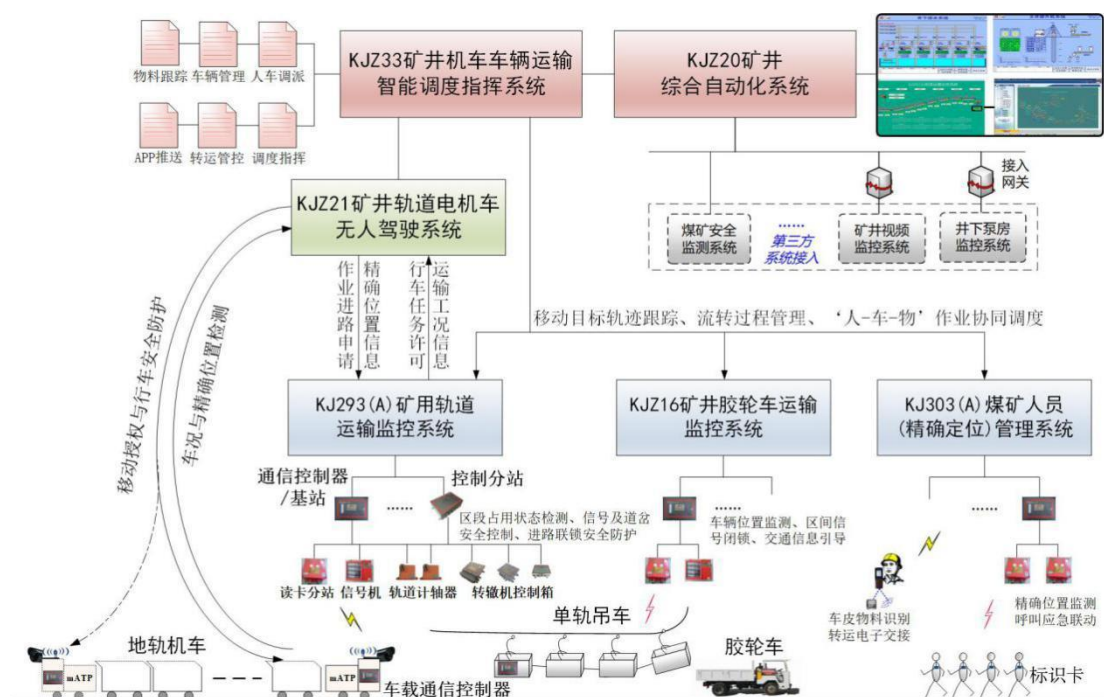 物料跟踪
车辆管理
人车调派
APP推送
转运管控
调度指挥
KJZ33矿井机车车辆运输
智能调度指挥系统
KJZ20矿井
综合自动化系统
接入
网关
煤矿安全
监测系统
......
第三方
系统接入
矿井视频
监控系统
井下泵房
监控系统
KJZ21矿井轨道电机车
无人驾驶系统
作业进路申请
精确位置信息
行车任务许可
运输工况信息
移动授权与行车安全防护
车况与精确位置检测
移动目标轨迹跟踪、流转过程管理、‘人-车-物’作业协同调度
KJ293(A)矿用轨道
运输监控系统
KJZ16矿井胶轮车运输
监控系统
KJ303(A)煤矿人员
(精确定位)管理系统
通信控制器
/基站
......
控制分站
区段占用状态检测、信号及道岔
安全控制、进路联锁安全防护
读卡分站
信号机
轨道计轴器
转辙机控制箱
......
车辆位置监测、区间信
号闭锁、交通信息引导
......
车皮物料识别
转运电子交接
精确位置监测
呼叫应急联动
地轨机车
mATP
mATP
车载通信控制器
单轨吊车
胶轮车
标识卡